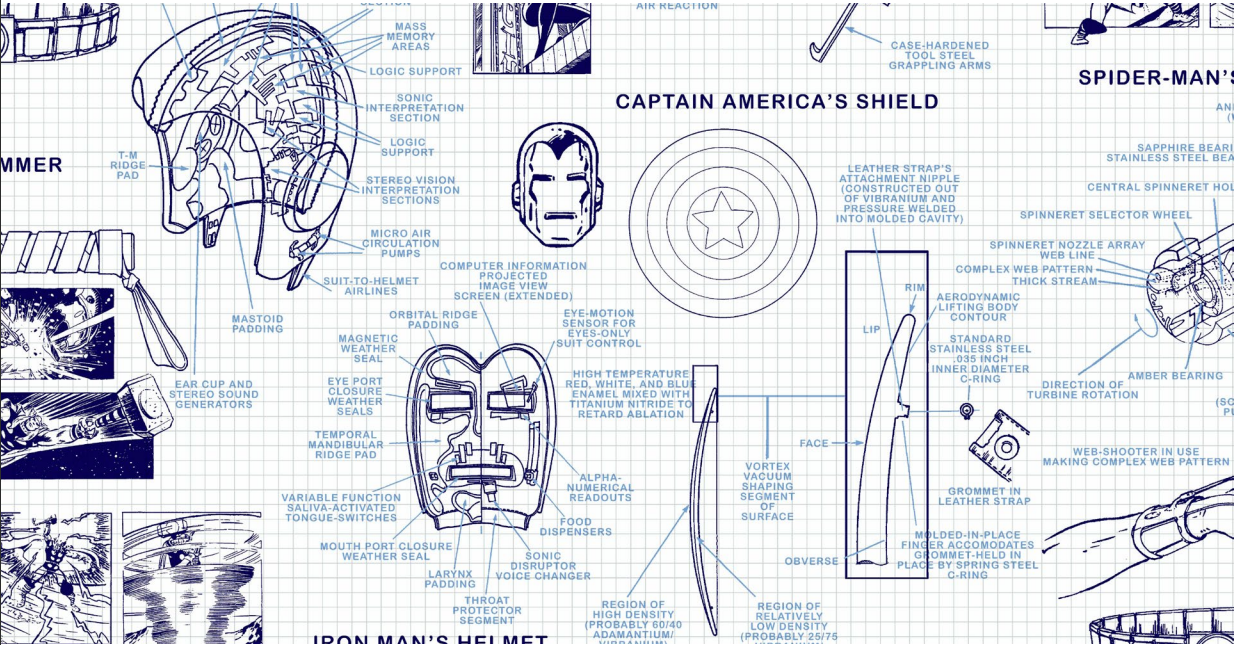 SECTION
MASS
MEMORY
AREAS
LOGIC SUPPORT
SONIC
INTERPRETATION
SECTION
LOGIC
SUPPORT
STEREO VISION
INTERPRETATION
SECTIONS
MICRO AIR
CIRCULATION
PUMPS
SUIT-TO-HELMET
AIRLINES
T-M
RIDGE
PAD
MMER
MASTOID
PADDING
EAR CUP AND
STEREO SOUND
GENERATORS
COMPUTER INFORMATION
PROJECTED
IMAGE VIEW
SCREEN (EXTENDED)
ORBITAL RIDGE
PADDING
EYE-MOTION
SENSOR FOR
EYES-ONLY
SUIT CONTROL
MAGNETIC
WEATHER
SEAL
EYE PORT
CLOSURE
WEATHER
SEALS
TEMPORAL
MANDIBULAR
RIDGE PAD
VARIABLE FUNCTION
SALIVA-ACTIVATED
TONGUE-SWITCHES
MOUTH PORT CLOSURE
WEATHER SEAL
LARYNX
PADDING
THROAT
PROTECTOR
SEGMENT
SONIC
DISRUPTOR
VOICE CHANGER
FOOD
DISPENSERS
ALPHA-
NUMERICAL
READOUTS
IRON MAN'S HELMET
AIR REACTION
CASE-HARDENED
TOOL STEEL
GRAPPLING ARMS
CAPTAIN AMERICA'S SHIELD
LEATHER STRAP'S
ATTACHMENT NIPPLE
(CONSTRUCTED OUT
OF VIBRANIUM AND
PRESSURE WELDED
INTO MOLDED CAVITY)
HIGH TEMPERATURE
RED, WHITE, AND BLUE
ENAMEL MIXED WITH
TITANIUM NITRIDE TO
RETARD ABLATION
RIM
LIP
AERODYNAMIC
LIFTING BODY
CONTOUR
STANDARD
STAINLESS STEEL
.035 INCH
INNER DIAMETER
C-RING
FACE
VORTEX
VACUUM
SHAPING
SEGMENT
OF
SURFACE
OBVERSE
GROMMET IN
LEATHER STRAP
MOLDED-IN-PLACE
FINGER ACCOMODATES
GROMMET-HELD IN
PLACE BY SPRING STEEL
C-RING
REGION OF
HIGH DENSITY
(PROBABLY 60/40
ADAMANTIUM/
VIBRANIUM)
REGION OF
RELATIVELY
LOW DENSITY
(PROBABLY 25/75
SPIDER-MAN'S
SAPPHIRE BEARI
STAINLESS STEEL BEA
CENTRAL SPINNERET HOL
SPINNERET SELECTOR WHEEL
SPINNERET NOZZLE ARRAY
WEB LINE
COMPLEX WEB PATTERN
THICK STREAM
DIRECTION OF
TURBINE ROTATION
AMBER BEARING
WEB-SHOOTER IN USE
MAKING COMPLEX WEB PATTERN